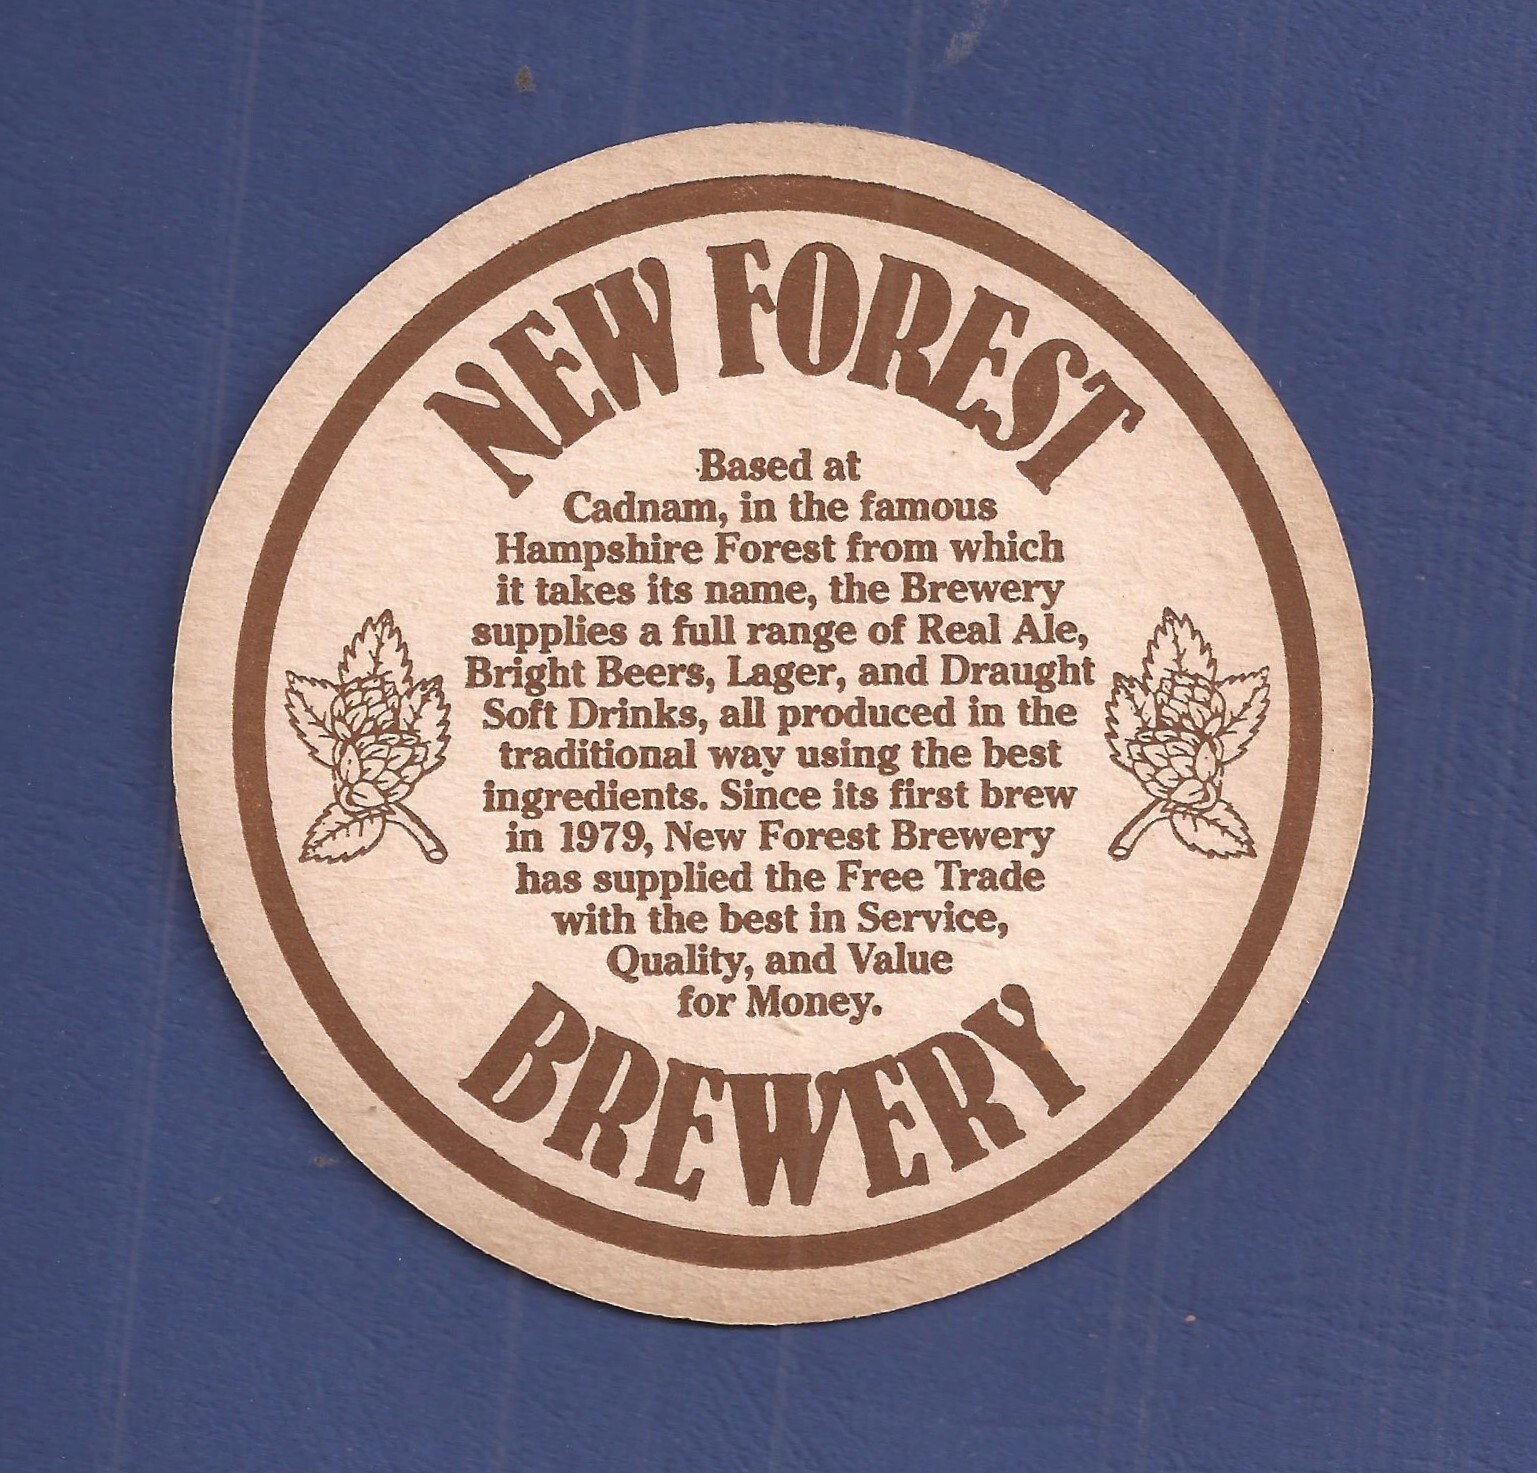 NEW FOREST
Based at
Cadnam, in the famous
Hampshire Forest from which
it takes its name, the Brewery
supplies a full range of Real Ale,
Bright Beers, Lager, and Draught
Soft Drinks, all produced in the
traditional way using the best
ingredients. Since its first brew
in 1979, New Forest Brewery
has supplied the Free Trade
with the best in Service,
Quality, and Value
for Money.
BREWERY